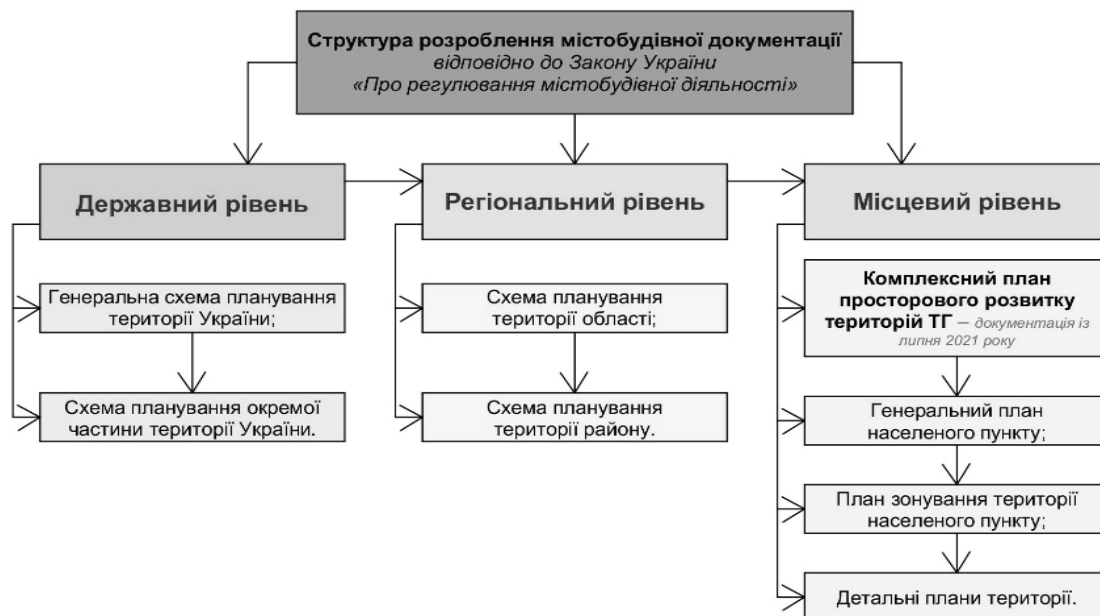 Структура розроблення містобудівної документації
відповідно до Закону України
«Про регулювання містобудівної діяльності»
Державний рівень
Генеральна схема планування
території України;
Схема планування окремої
частини території України.
Регіональний рівень
Схема планування
території області;
Схема планування
території району.
Місцевий рівень
Комплексний план
просторового розвитку
територій ТГ – документація із
липня 2021 року
Генеральний план
населеного пункту;
План зонування території
населеного пункту;
Детальні плани території.